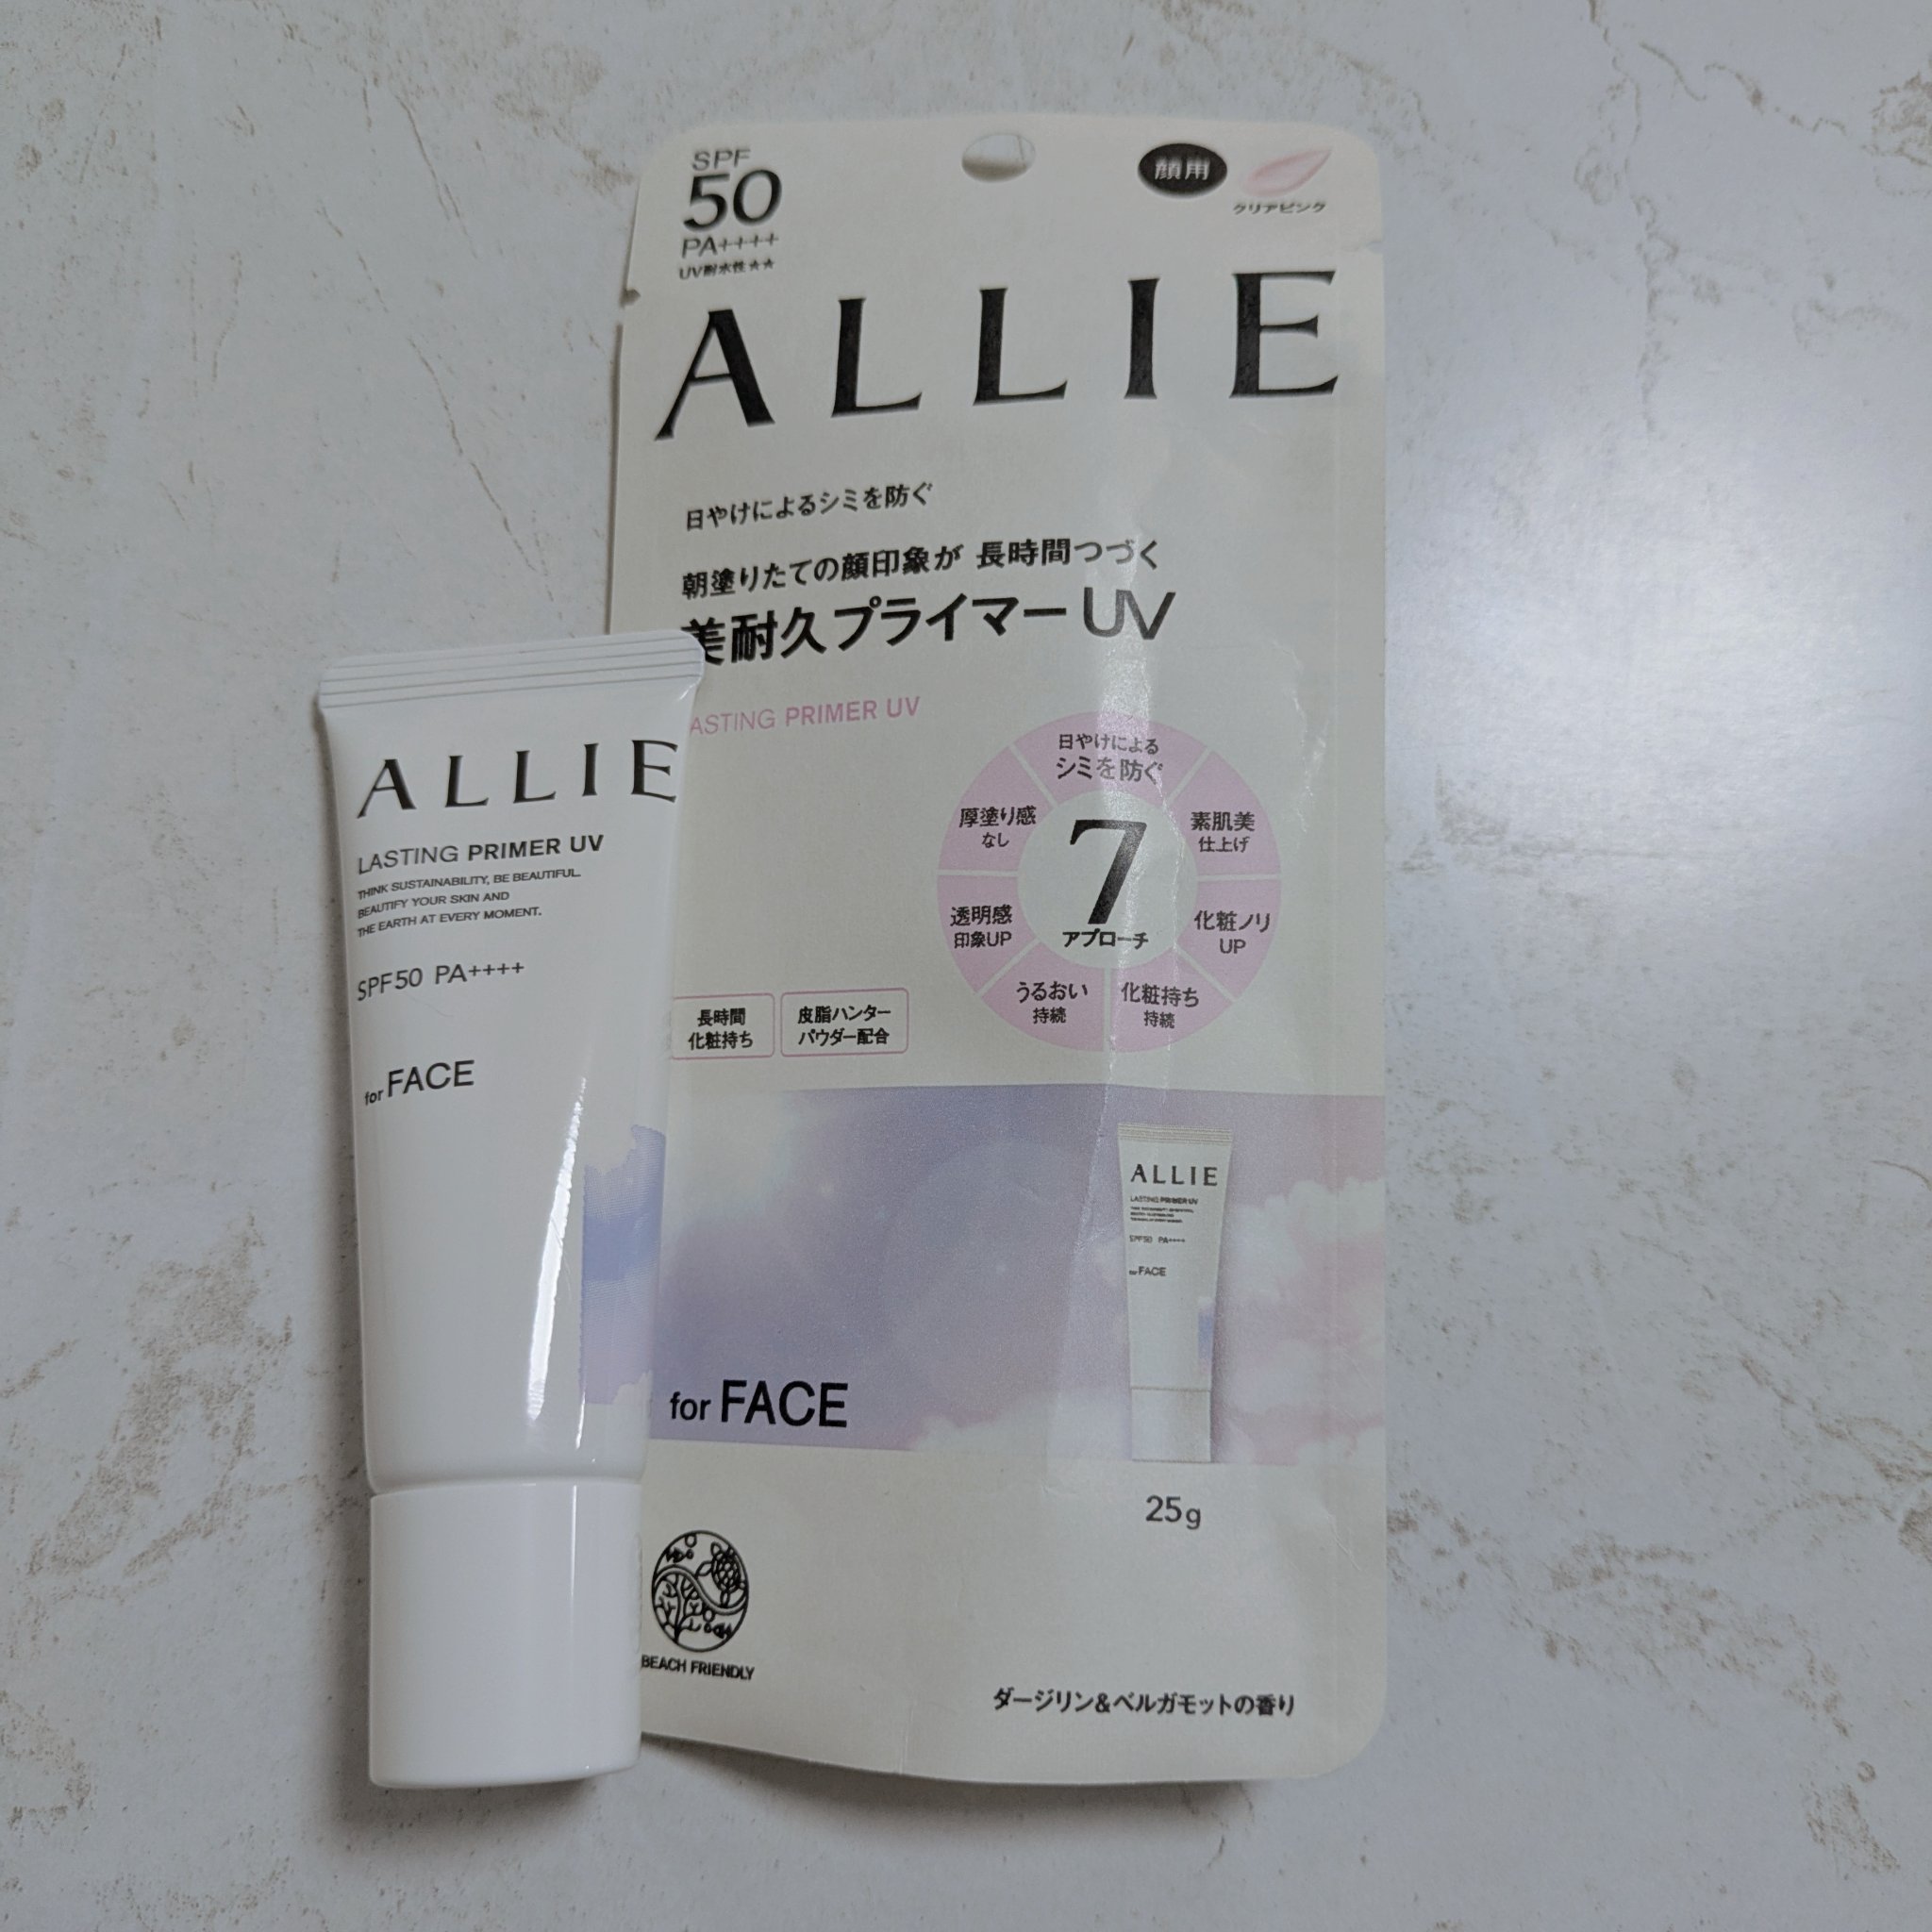 SPF
50
PA++++
UV耐水性★★
顔用
クリアピンク
ALLIE
日やけによるシミを防ぐ
朝塗りたての顔印象が 長時間つづく
美耐久プライマーUV
ASTING PRIMER UV
日やけによる
シミを防ぐ
素肌美
仕上げ
化粧ノリ
UP
化粧持ち
持続
うるおい
持続
透明感
印象UP
厚塗り感
なし
7
アプローチ
長時間
化粧持ち
皮脂ハンター
パウダー配合
ALLIE
LASTING PRIMER UV
SPF50 PA++++
for FACE
for FACE
25g
BEACH FRIENDLY
ダージリン&ベルガモットの香り
ALLIE
LASTING PRIMER UV
THINK SUSTAINABILITY, BE BEAUTIFUL.
BEAUTIFY YOUR SKIN AND
THE EARTH AT EVERY MOMENT.
SPF50 PA++++
for FACE